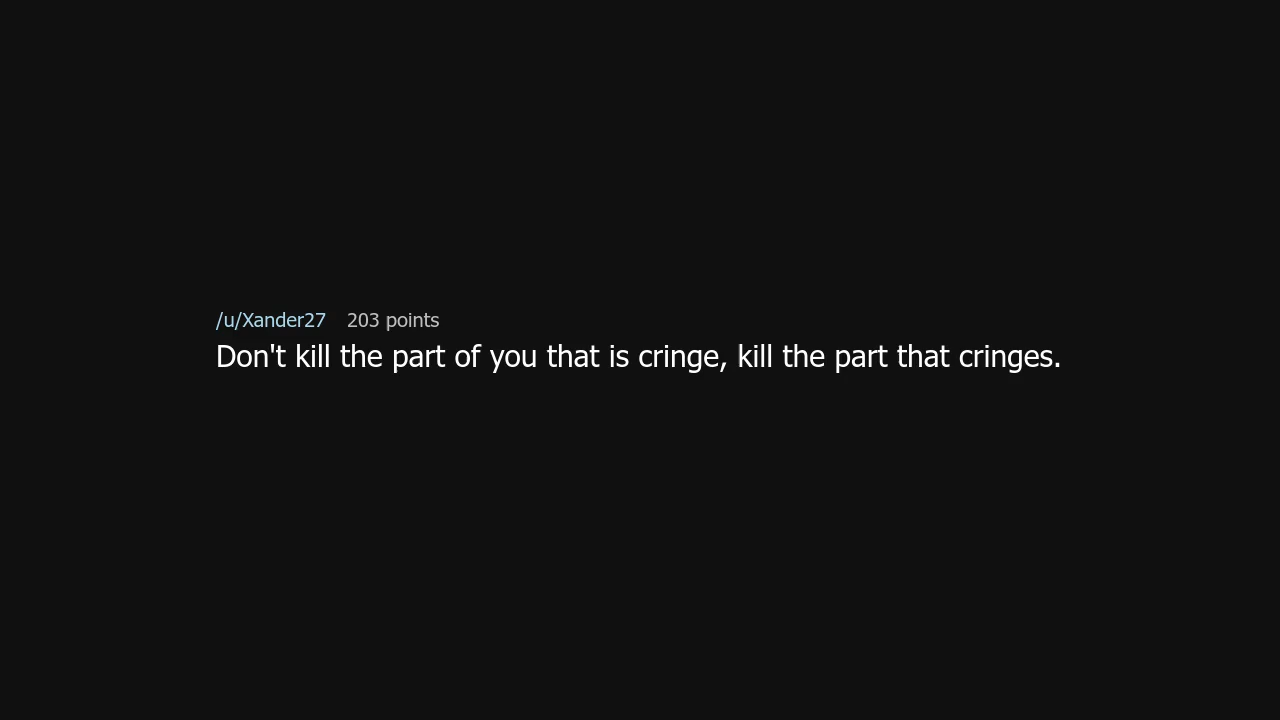 /u/Xander27 203 points
Don't kill the part of you that is cringe, kill the part that cringes.